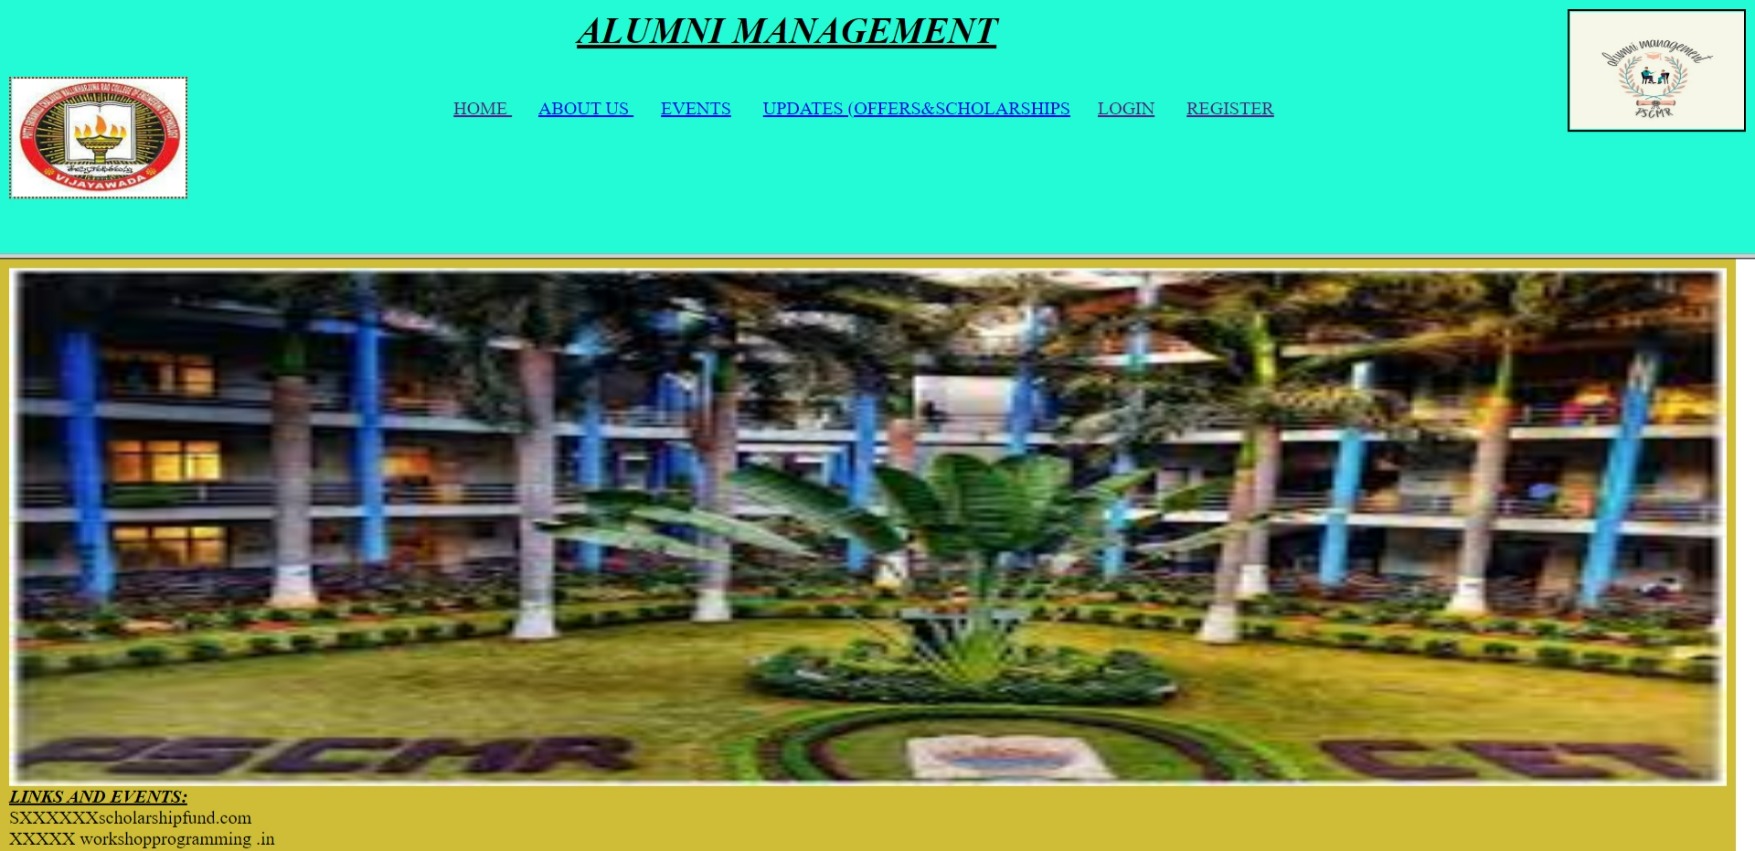 ALUMNI MANAGEMENT
HOME ABOUT US EVENTS UPDATES (OFFERS&SCHOLARSHIPS LOGIN REGISTER
alumni management
PSCMR
VIJAYAWADA
PSCMR CET
LINKS AND EVENTS:
SXXXXXXscholarshipfund.com
XXXXX workshopprogramming .in